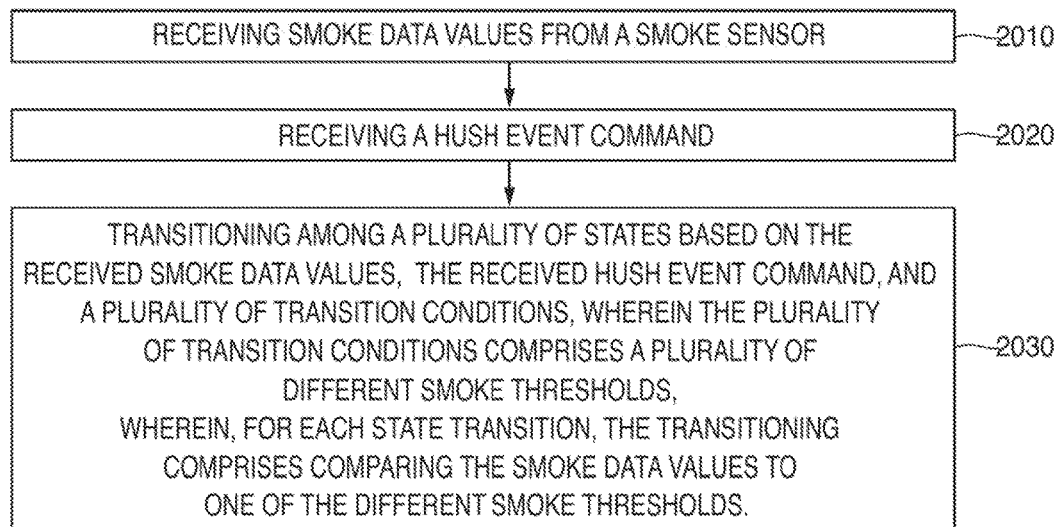 RECEIVING SMOKE DATA VALUES FROM A SMOKE SENSOR
2010
RECEIVING A HUSH EVENT COMMAND
2020
TRANSITIONING AMONG A PLURALITY OF STATES BASED ON THE
RECEIVED SMOKE DATA VALUES, THE RECEIVED HUSH EVENT COMMAND, AND
A PLURALITY OF TRANSITION CONDITIONS, WHEREIN THE PLURALITY
OF TRANSITION CONDITIONS COMPRISES A PLURALITY OF
DIFFERENT SMOKE THRESHOLDS,
WHEREIN, FOR EACH STATE TRANSITION, THE TRANSITIONING
COMPRISES COMPARING THE SMOKE DATA VALUES TO
ONE OF THE DIFFERENT SMOKE THRESHOLDS.
2030